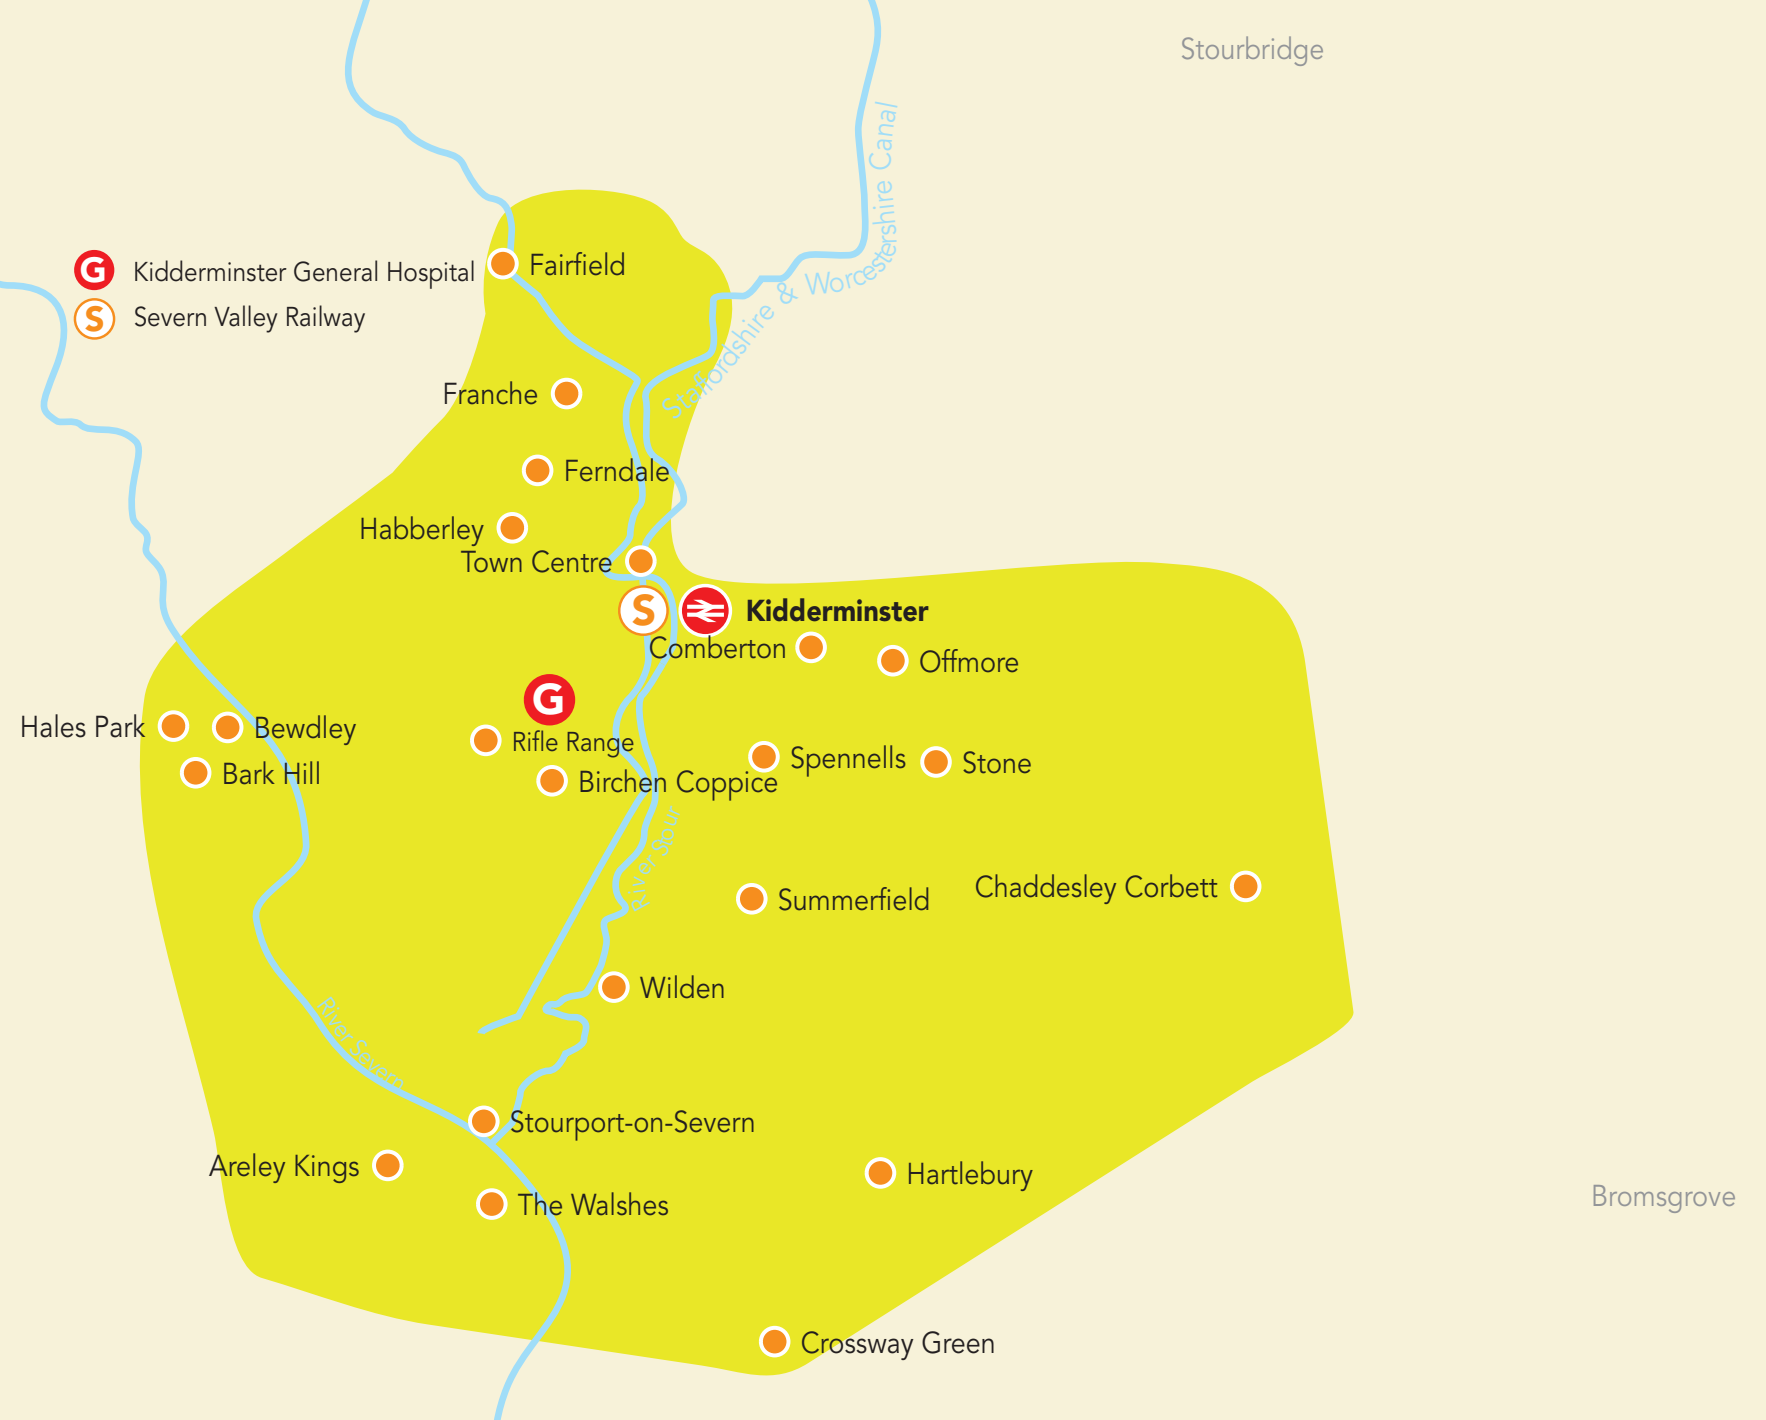 Stourbridge
Staffordshire & Worcestershire Canal
Fairfield
G Kidderminster General Hospital
S Severn Valley Railway
Franche
Ferndale
Habberley
Town Centre
S
Kidderminster
Comberton
Offmore
G
Hales Park
Bewdley
Rifle Range
Bark Hill
Birchen Coppice
Spennells
Stone
River Stour
Summerfield
Chaddesley Corbett
Wilden
River Severn
Stourport-on-Severn
Areley Kings
Hartlebury
The Walshes
Bromsgrove
Crossway Green